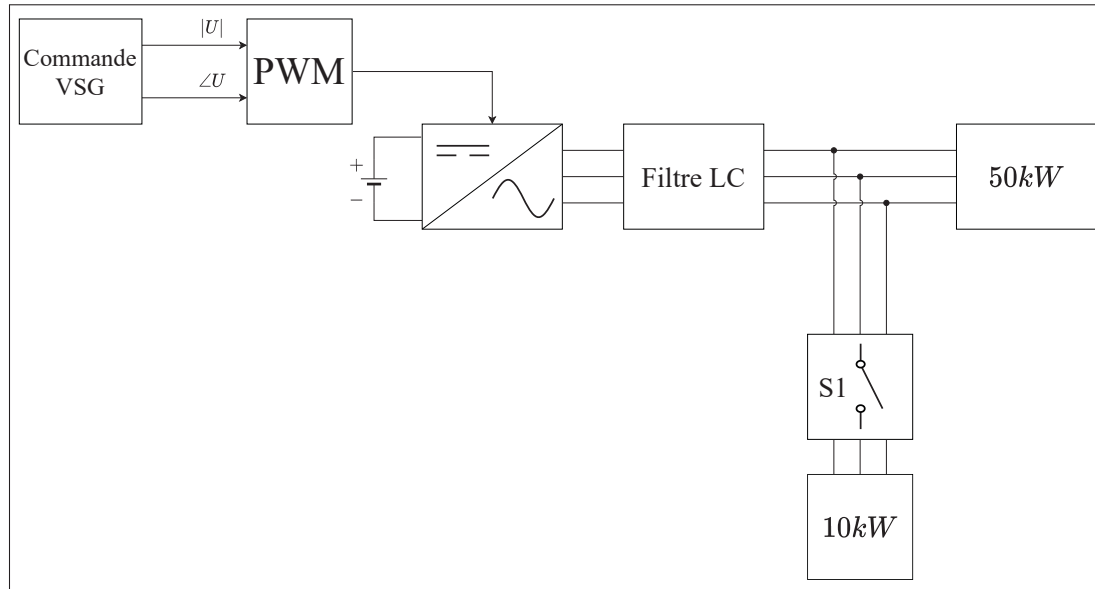 Commande
VSG
|U|
∠U
PWM
+
−
Filtre LC
50kW
S1
10kW